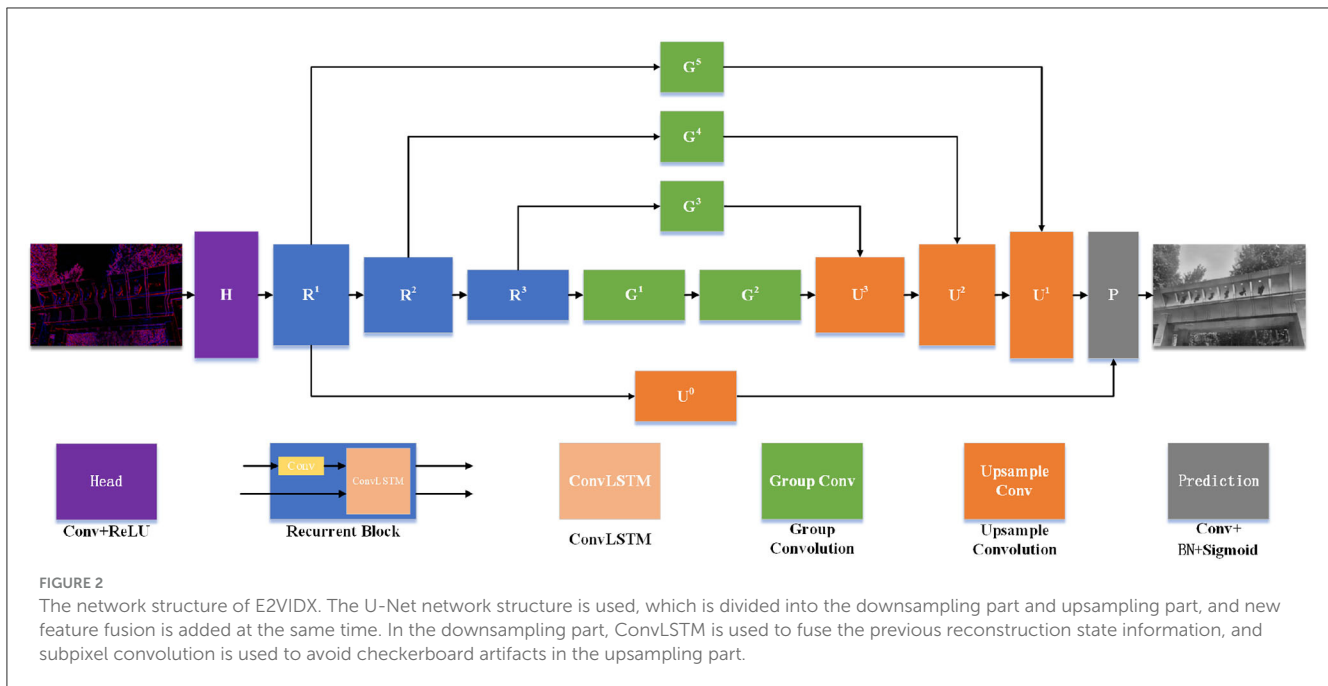 G⁵
G⁴
G³
H
R¹
R²
R³
G¹
G²
U³
U²
U¹
P
U⁰
Head
Conv+ReLU
Conv
ConvLSTM
Recurrent Block
ConvLSTM
ConvLSTM
Group Conv
Group
Convolution
Upsample
Conv
Upsample
Convolution
Prediction
Conv+
BN+Sigmoid
FIGURE 2
The network structure of E2VIDX. The U-Net network structure is used, which is divided into the downsampling part and upsampling part, and new
feature fusion is added at the same time. In the downsampling part, ConvLSTM is used to fuse the previous reconstruction state information, and
subpixel convolution is used to avoid checkerboard artifacts in the upsampling part.